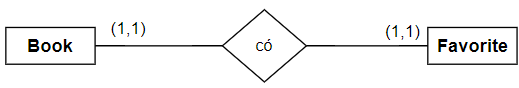 Book
(1,1)
có
(1,1)
Favorite